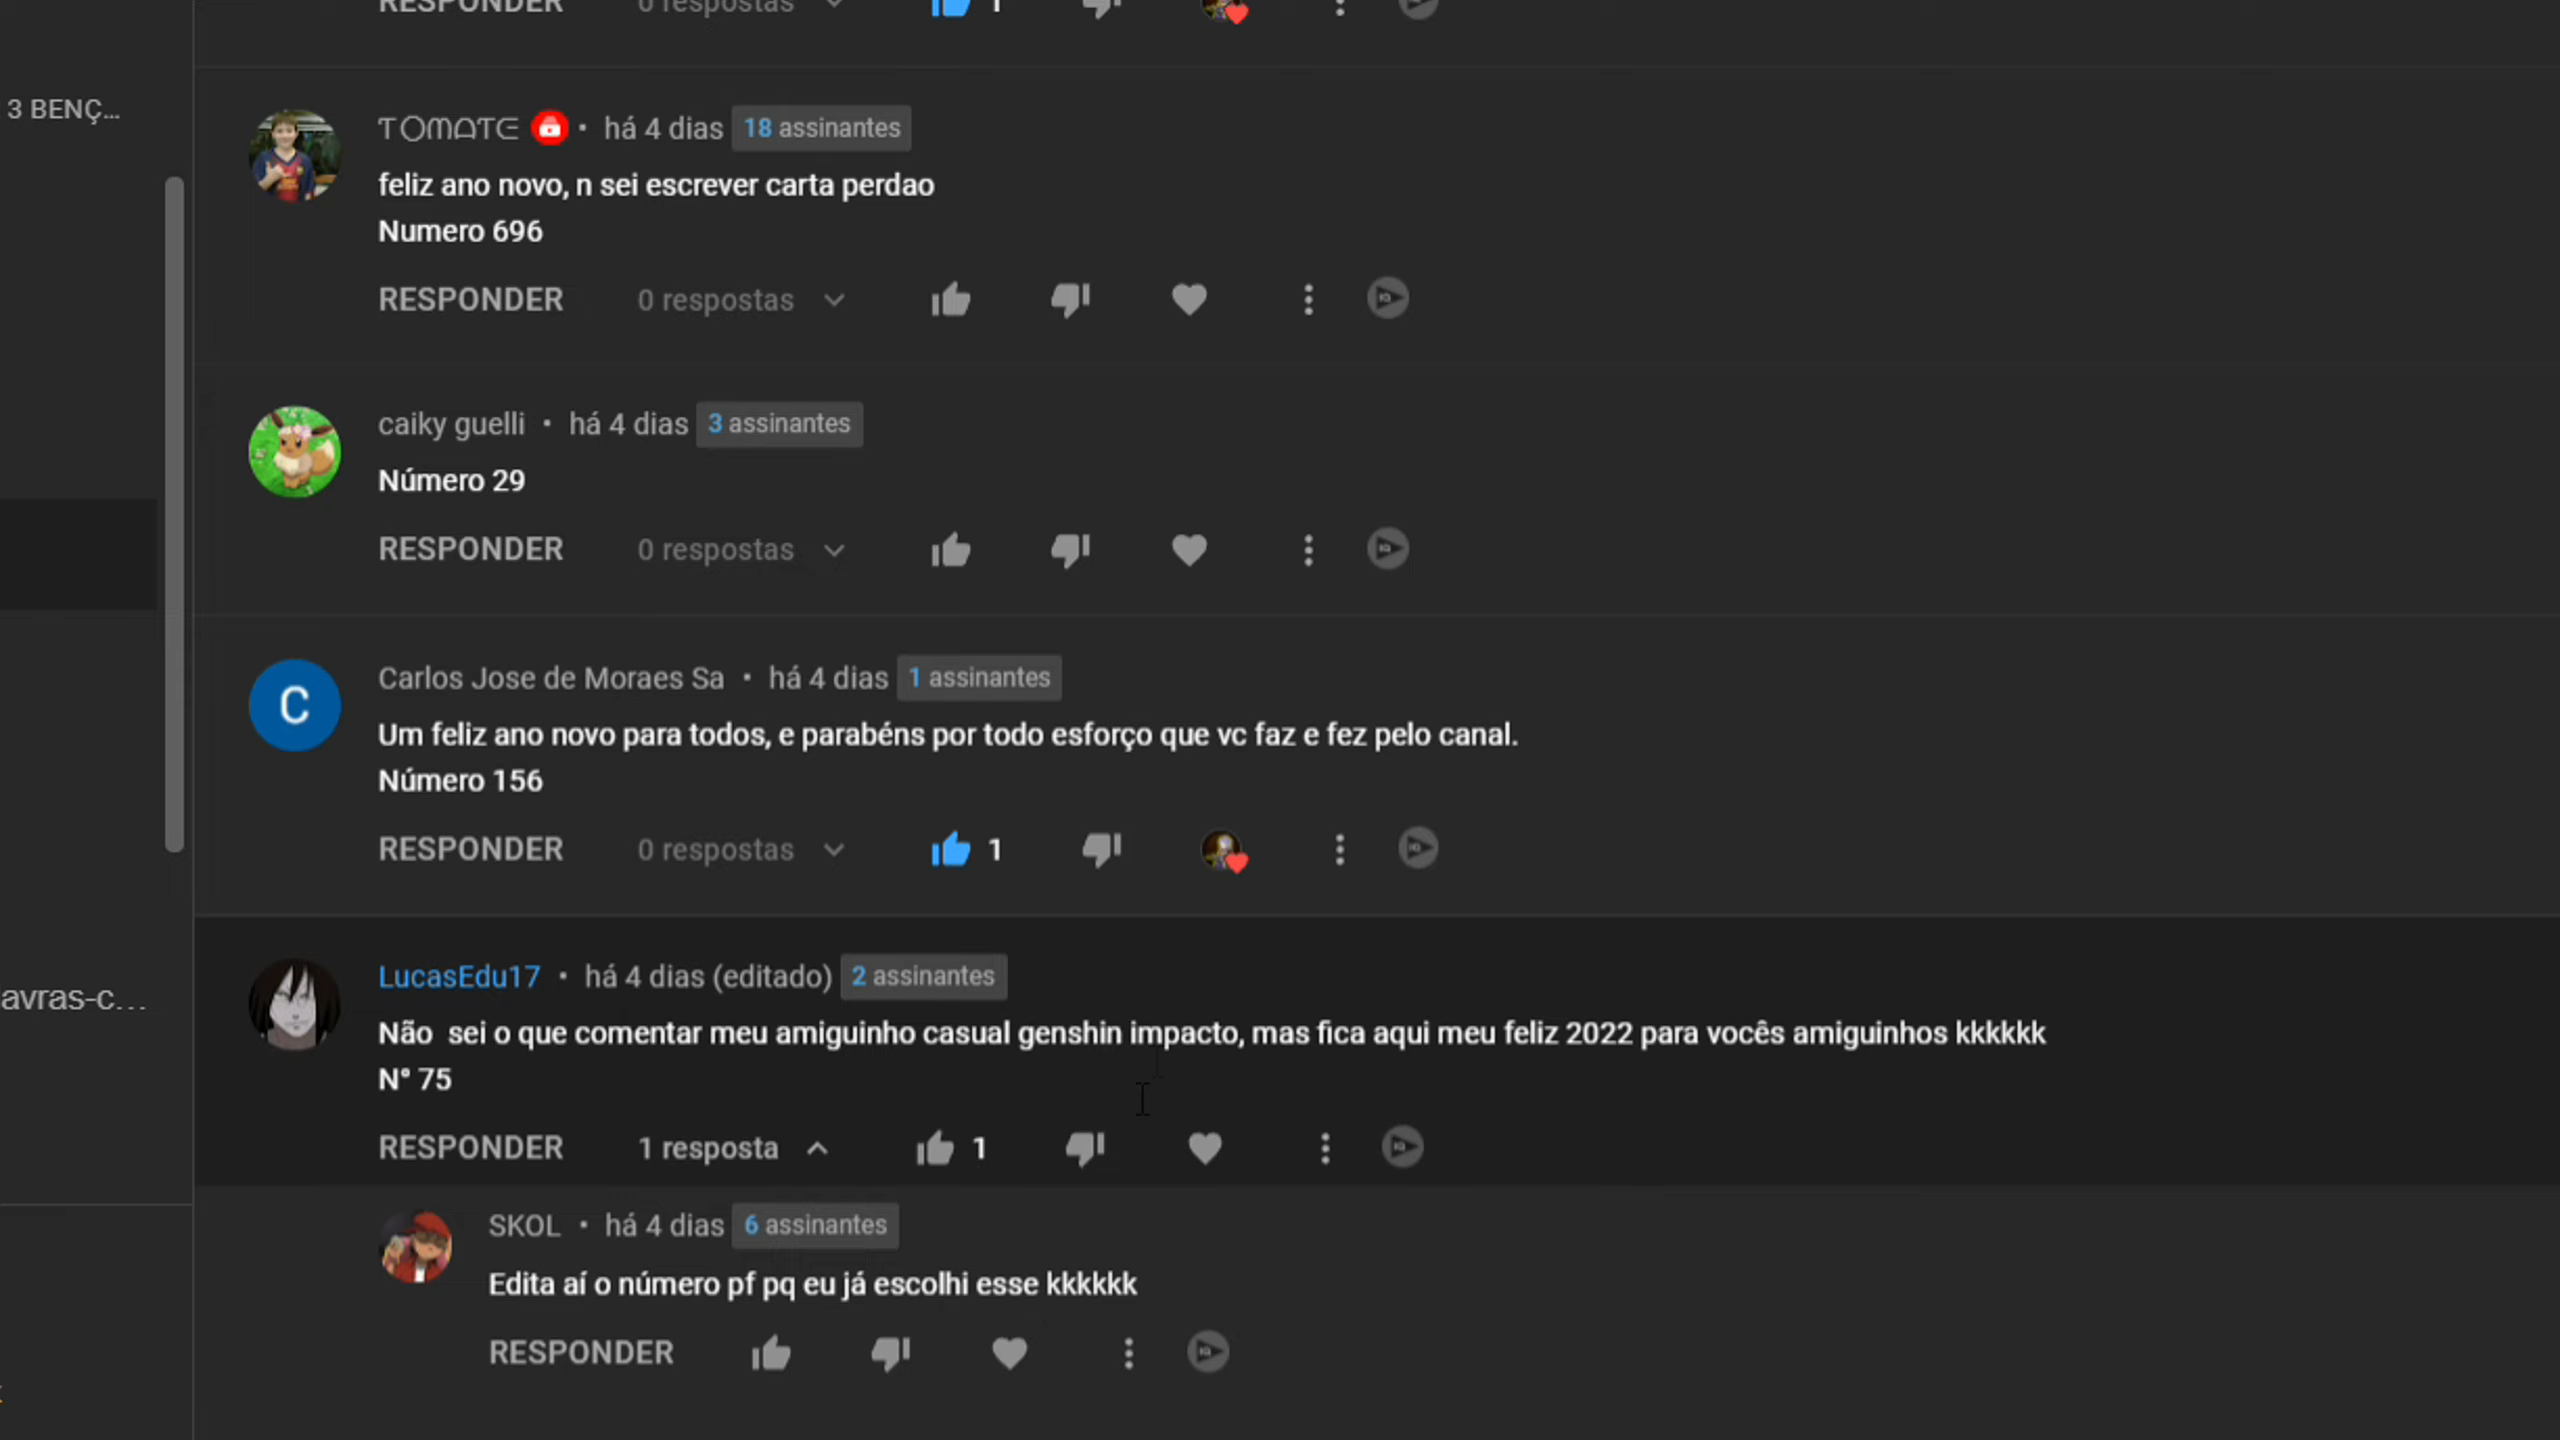 RESPONDER 0 respostas 1
3 BENÇ...
TOMATE • há 4 dias 18 assinantes
feliz ano novo, n sei escrever carta perdao
Numero 696
RESPONDER 0 respostas
caiky guelli • há 4 dias 3 assinantes
Número 29
RESPONDER 0 respostas
C
Carlos Jose de Moraes Sa • há 4 dias 1 assinantes
Um feliz ano novo para todos, e parabéns por todo esforço que vc faz e fez pelo canal.
Número 156
RESPONDER 0 respostas 1
avras-c...
LucasEdu17 • há 4 dias (editado) 2 assinantes
Não sei o que comentar meu amiguinho casual genshin impacto, mas fica aqui meu feliz 2022 para vocês amiguinhos kkkkkk
N° 75
RESPONDER 1 resposta 1
SKOL • há 4 dias 6 assinantes
Edita aí o número pf pq eu já escolhi esse kkkkkk
RESPONDER